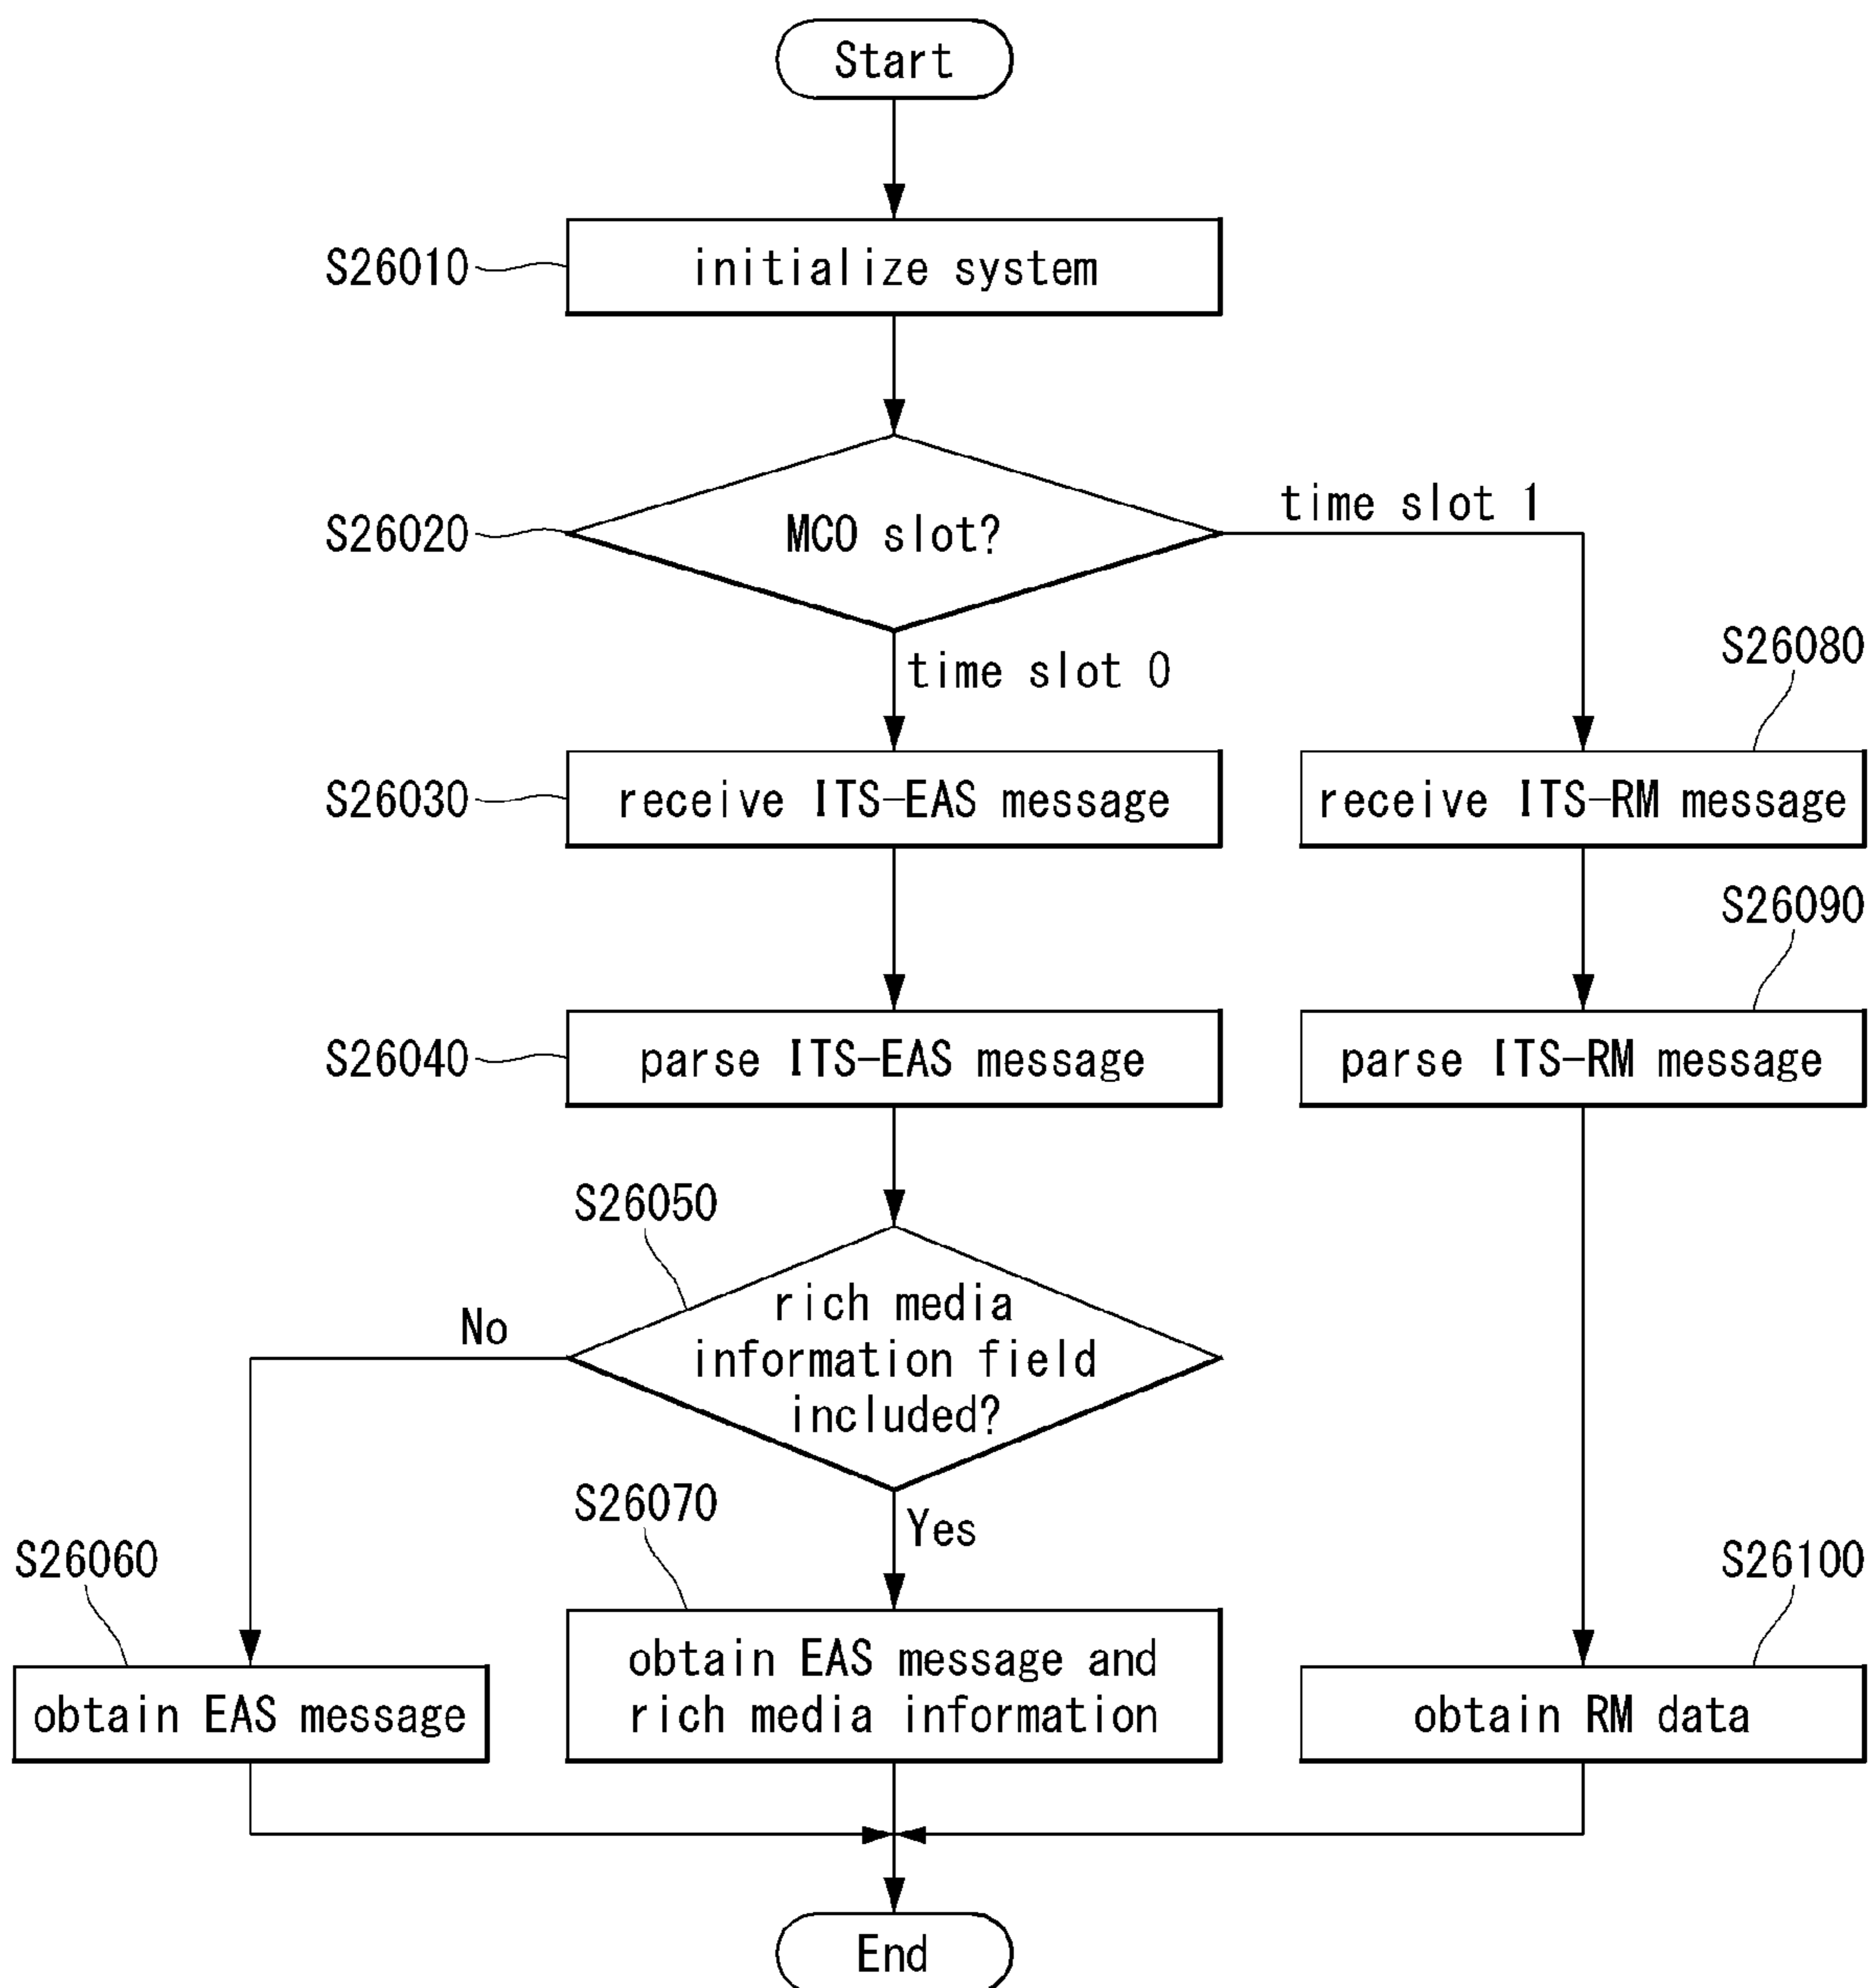 Start
S26010
initialize system
S26020
MCO slot?
time slot 1
time slot 0
S26080
S26030
receive ITS-EAS message
receive ITS-RM message
S26090
S26040
parse ITS-EAS message
parse ITS-RM message
S26050
rich media
information field
included?
No
Yes
S26070
S26060
S26100
obtain EAS message
obtain EAS message and
rich media information
obtain RM data
End